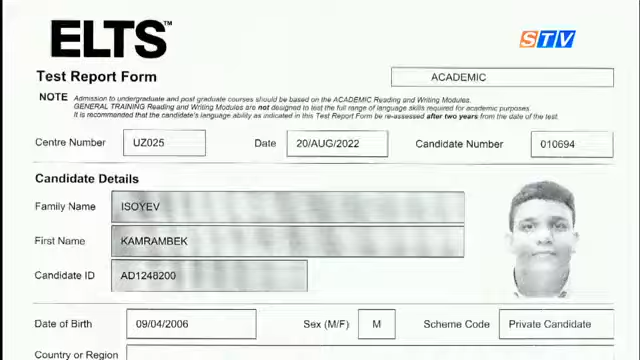 IELTS™
STV
Test Report Form
ACADEMIC
NOTE Admission to undergraduate and post graduate courses should be based on the ACADEMIC Reading and Writing Modules.
GENERAL TRAINING Reading and Writing Modules are not designed to test the full range of language skills required for academic purposes.
It is recommended that the candidate's language ability as indicated in this Test Report Form be re-assessed after two years from the date of the test.
Centre Number UZ025 Date 20/AUG/2022 Candidate Number 010694
Candidate Details
Family Name ISOYEV
First Name KAMRAMBEK
Candidate ID AD1248200
Date of Birth 09/04/2006 Sex (M/F) M Scheme Code Private Candidate
Country or Region